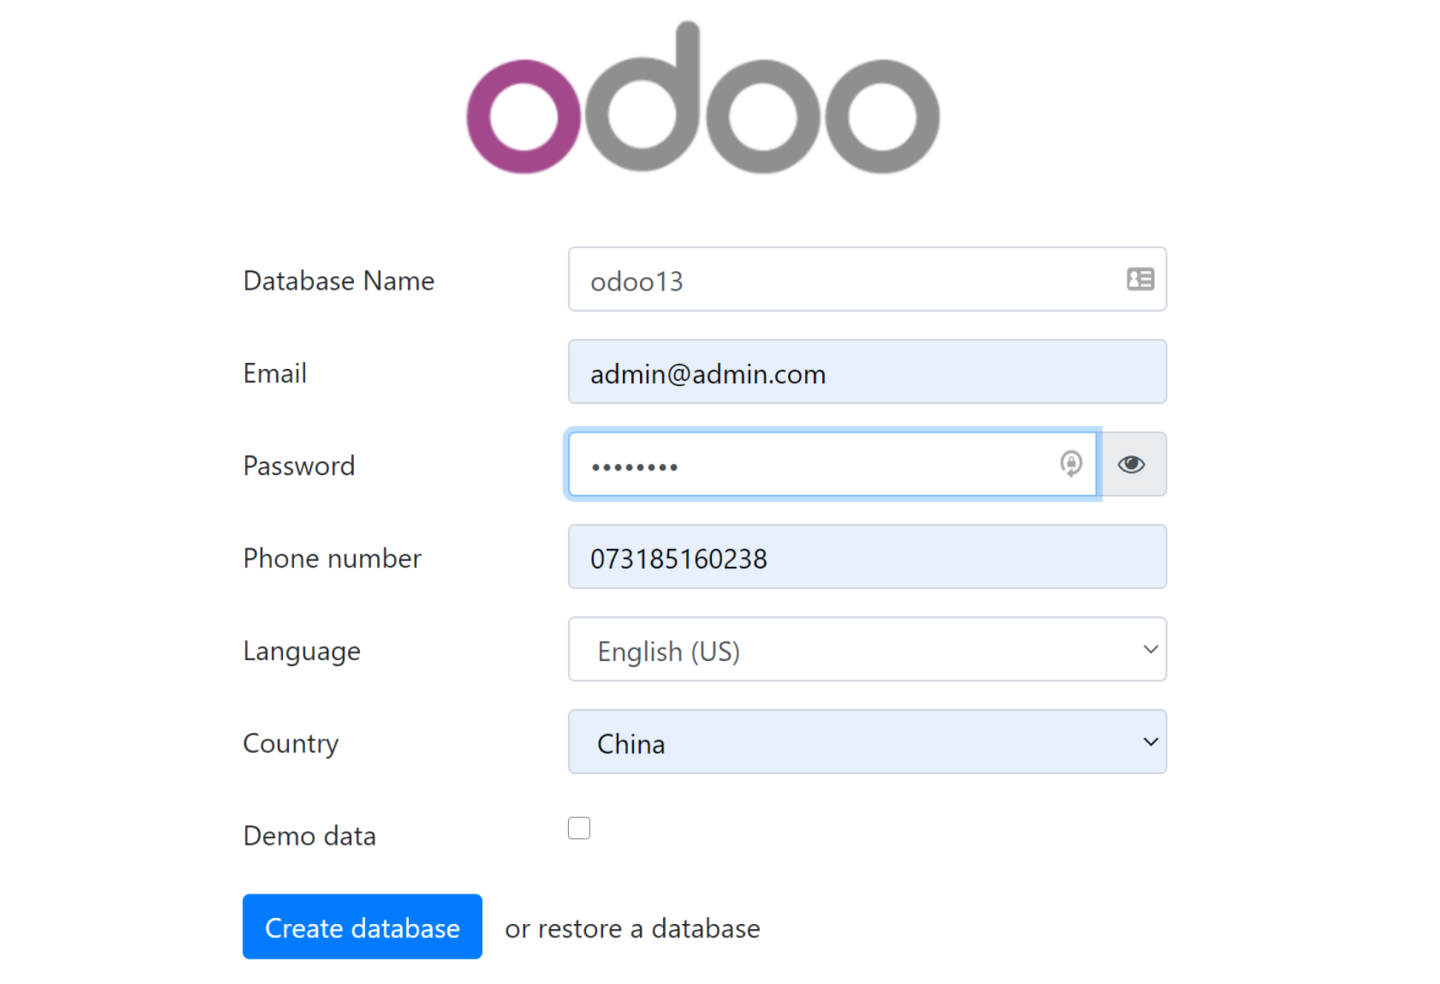 odoo
Database Name odoo13
Email admin@admin.com
Password ••••••••
Phone number 073185160238
Language English (US)
Country China
Demo data
Create database or restore a database